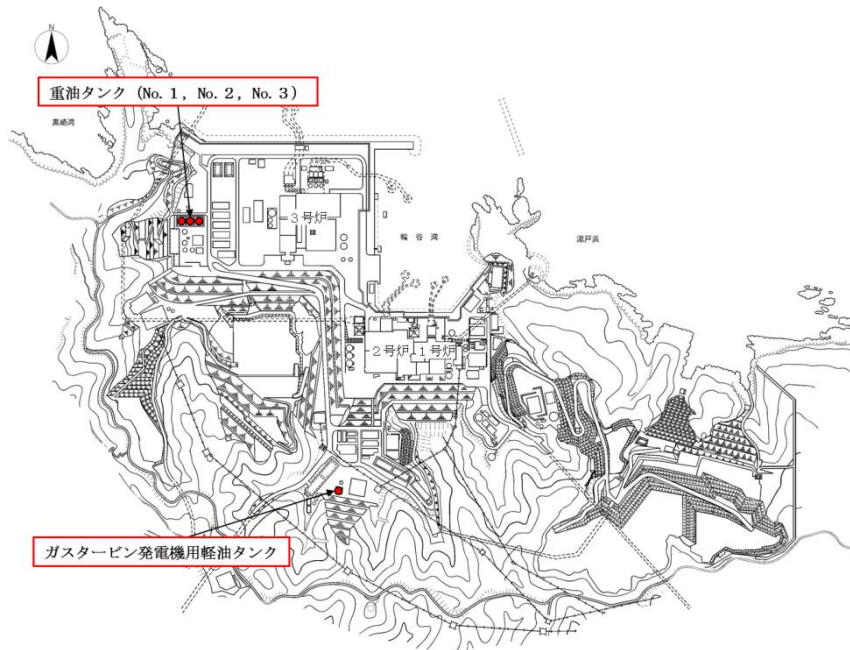 N
重油タンク (No. 1, No. 2, No. 3)
黒崎湾
3号炉
輪谷湾
湯戸浜
2号炉
1号炉
ガスタービン発電機用軽油タンク